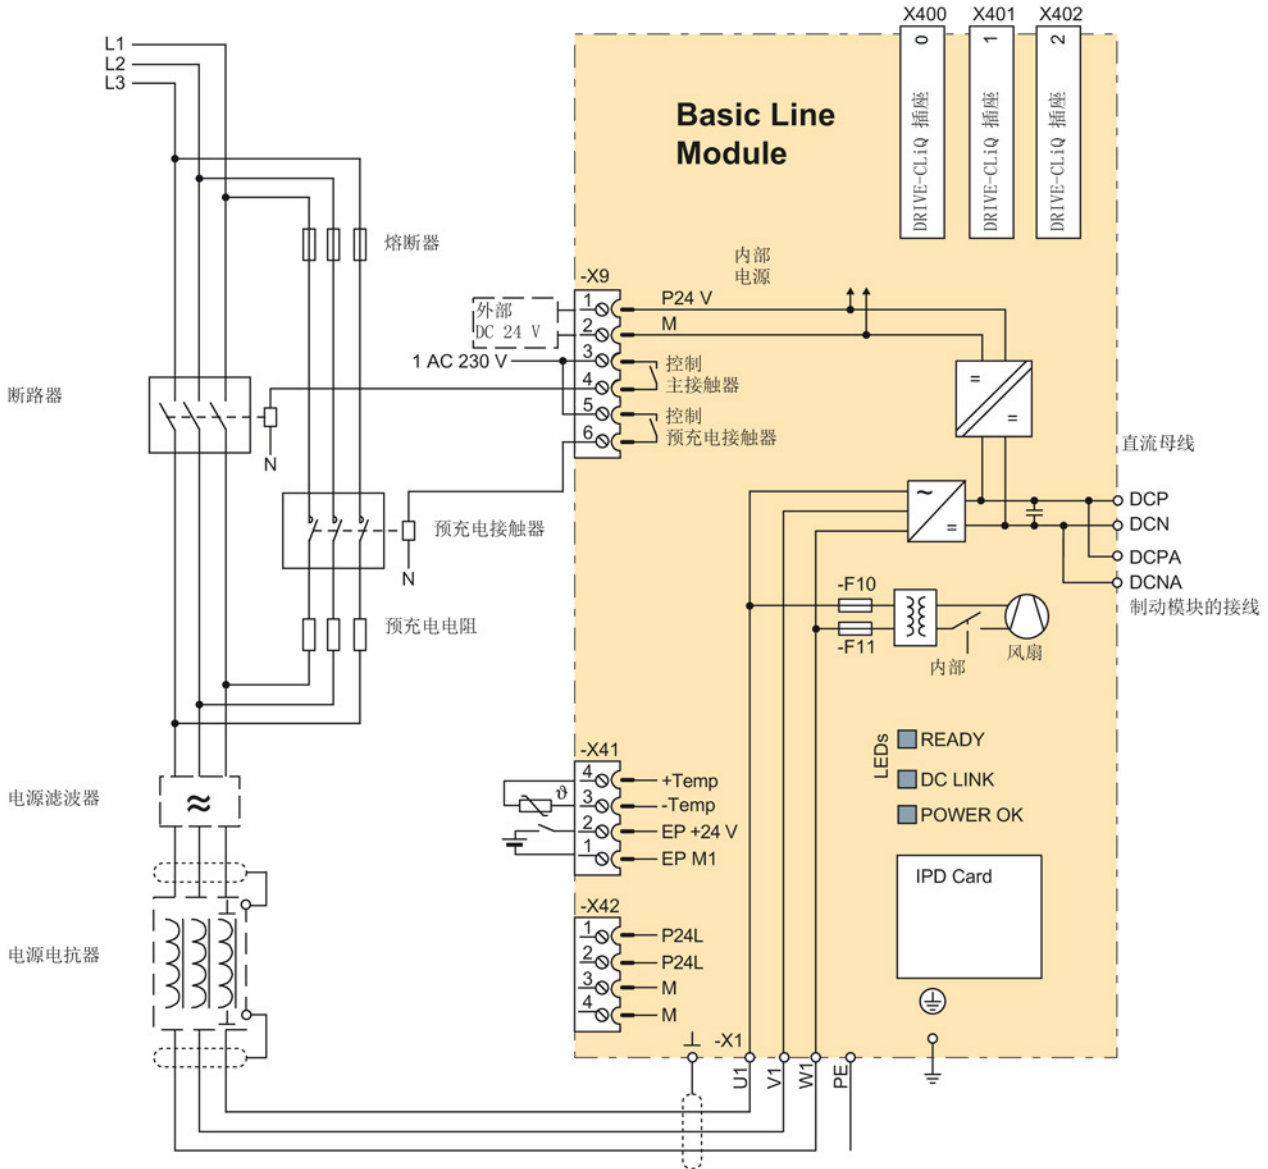 X400
X401
X402
L1
L2
L3
0
1
2
DRIVE-CLiQ 插座
DRIVE-CLiQ 插座
DRIVE-CLiQ 插座
Basic Line
Module
熔断器
内部
电源
-X9
1
P24 V
外部
DC 24 V
2
M
1 AC 230 V
3
控制
主接触器
4
5
控制
预充电接触器
6
=
=
断路器
N
直流母线
~
=
DCP
DCN
DCPA
DCNA
制动模块的接线
预充电接触器
N
-F10
-F11
内部
风扇
预充电电阻
LEDs
READY
DC LINK
POWER OK
-X41
4
+Temp
ϑ
3
-Temp
2
EP +24 V
1
EP M1
电源滤波器
≈
IPD Card
-X42
1
P24L
2
P24L
3
M
4
M
电源电抗器
-X1
U1
V1
W1
PE